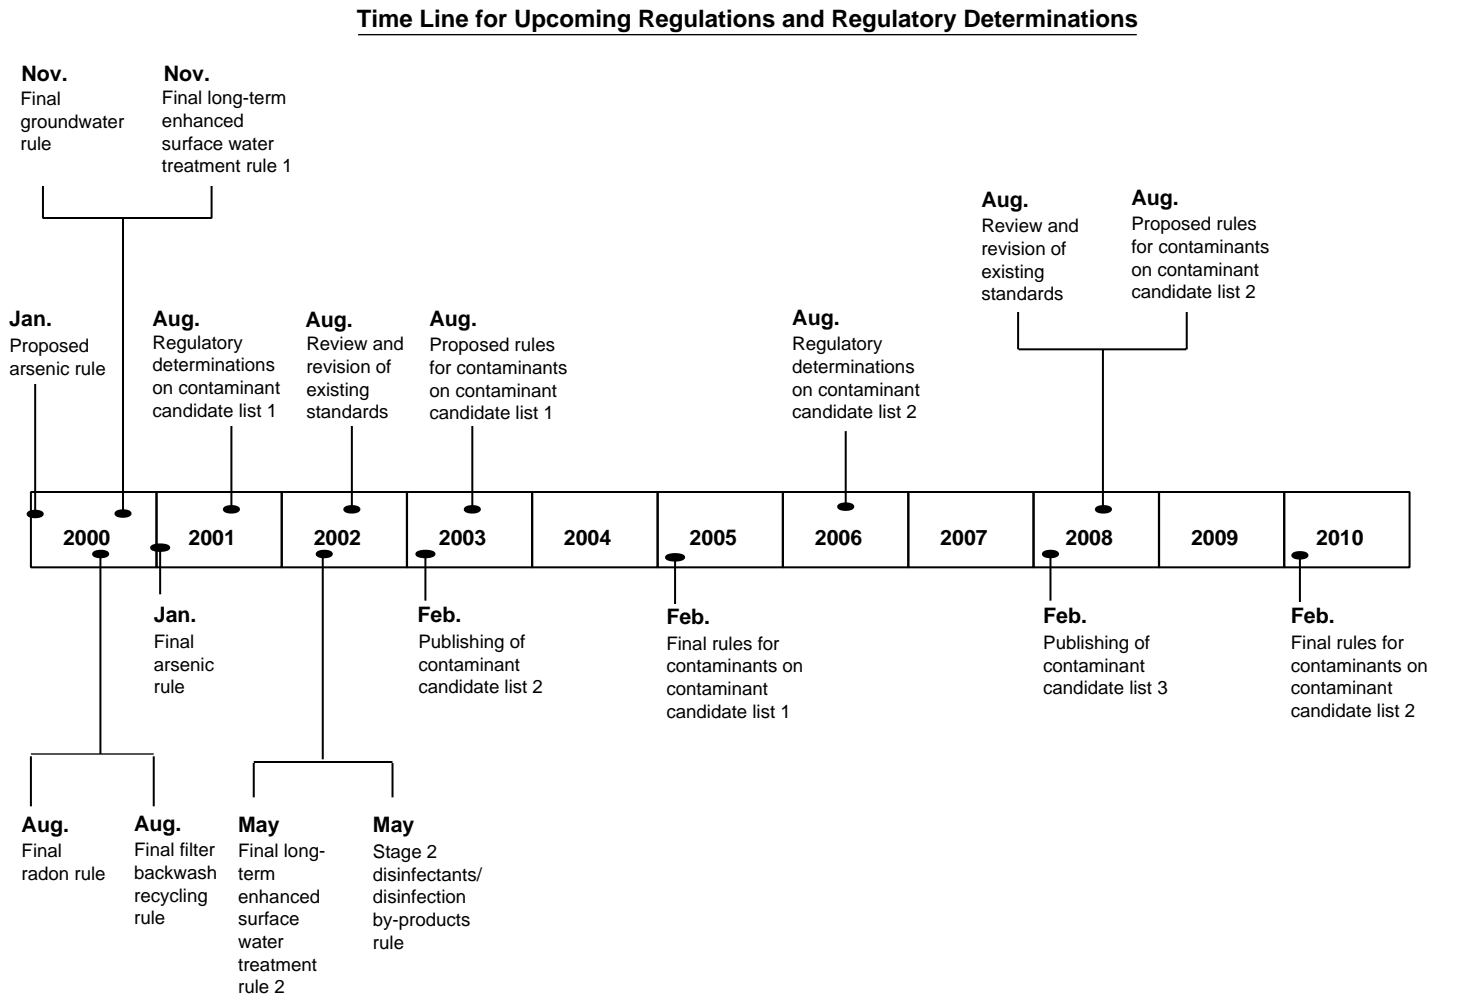 Time Line for Upcoming Regulations and Regulatory Determinations
Nov.
Final
groundwater
rule
Nov.
Final long-term
enhanced
surface water
treatment rule 1
Aug.
Review and
revision of
existing
standards
Aug.
Proposed rules
for contaminants
on contaminant
candidate list 2
Jan.
Proposed
arsenic rule
Aug.
Regulatory
determinations
on contaminant
candidate list 1
Aug.
Review and
revision of
existing
standards
Aug.
Proposed rules
for contaminants
on contaminant
candidate list 1
Aug.
Regulatory
determinations
on contaminant
candidate list 2
2000
2001
2002
2003
2004
2005
2006
2007
2008
2009
2010
Jan.
Final
arsenic
rule
Feb.
Publishing of
contaminant
candidate list 2
Feb.
Final rules for
contaminants on
contaminant
candidate list 1
Feb.
Publishing of
contaminant
candidate list 3
Feb.
Final rules for
contaminants on
contaminant
candidate list 2
Aug.
Final
radon rule
Aug.
Final filter
backwash
recycling
rule
May
Final long-
term
enhanced
surface
water
treatment
rule 2
May
Stage 2
disinfectants/
disinfection
by-products
rule